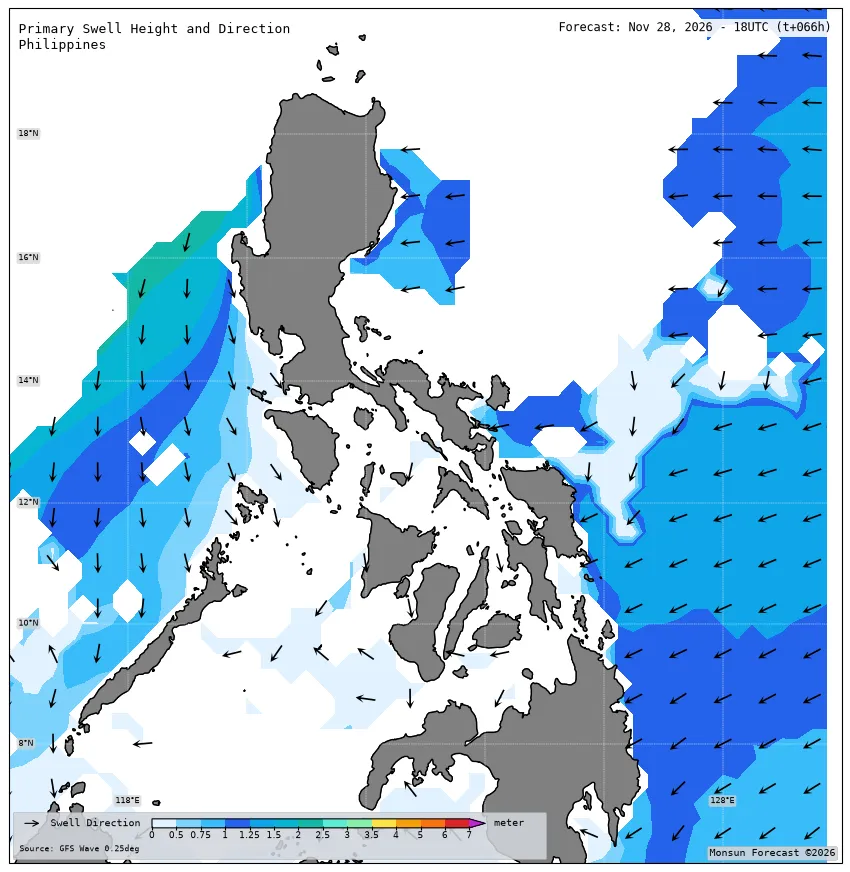 Primary Swell Height and Direction
Philippines
Forecast: Nov 28, 2026 - 18UTC (t+066h)
18°N
16°N
14°N
12°N
10°N
8°N
118°E
128°E
Swell Direction
meter
0 0.5 0.75 1 1.25 1.5 2 2.5 3 3.5 4 5 6 7
Source: GFS Wave 0.25deg
Monsun Forecast ©2026